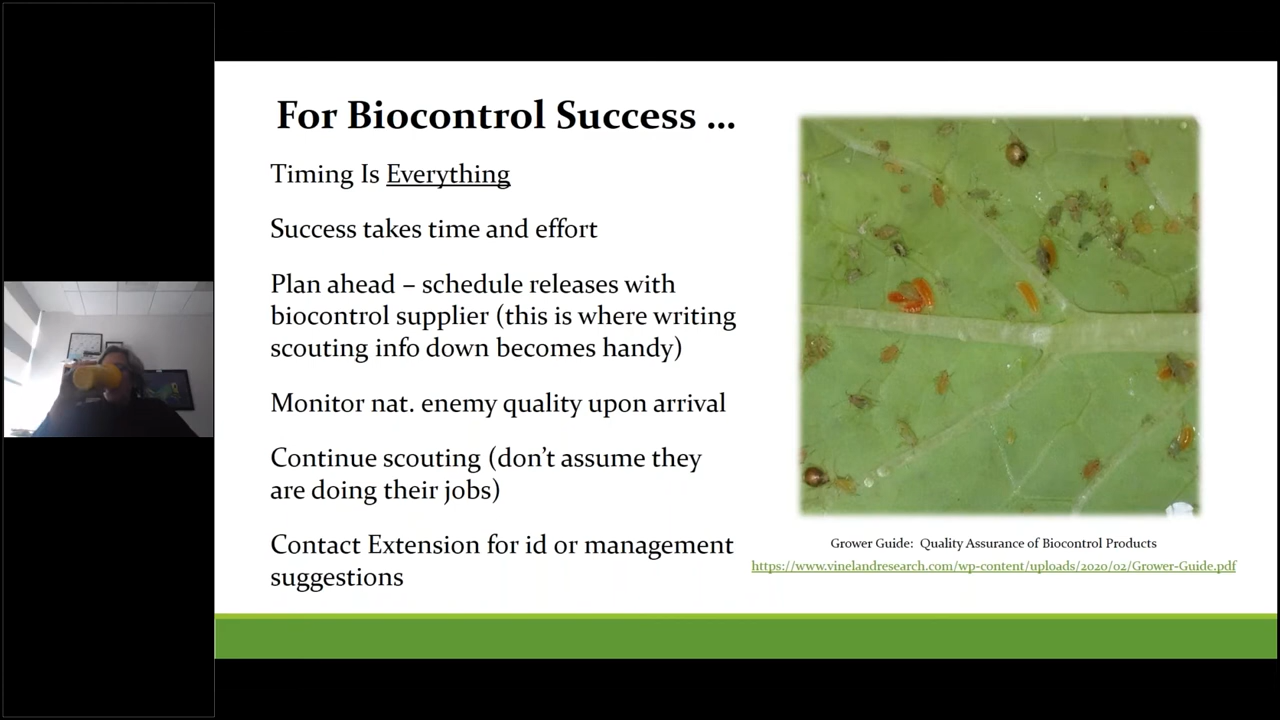 For Biocontrol Success ...
Timing Is Everything
Success takes time and effort
Plan ahead – schedule releases with
biocontrol supplier (this is where writing
scouting info down becomes handy)
Monitor nat. enemy quality upon arrival
Continue scouting (don't assume they
are doing their jobs)
Contact Extension for id or management
suggestions
Grower Guide: Quality Assurance of Biocontrol Products
https://www.vinelandresearch.com/wp-content/uploads/2020/02/Grower-Guide.pdf